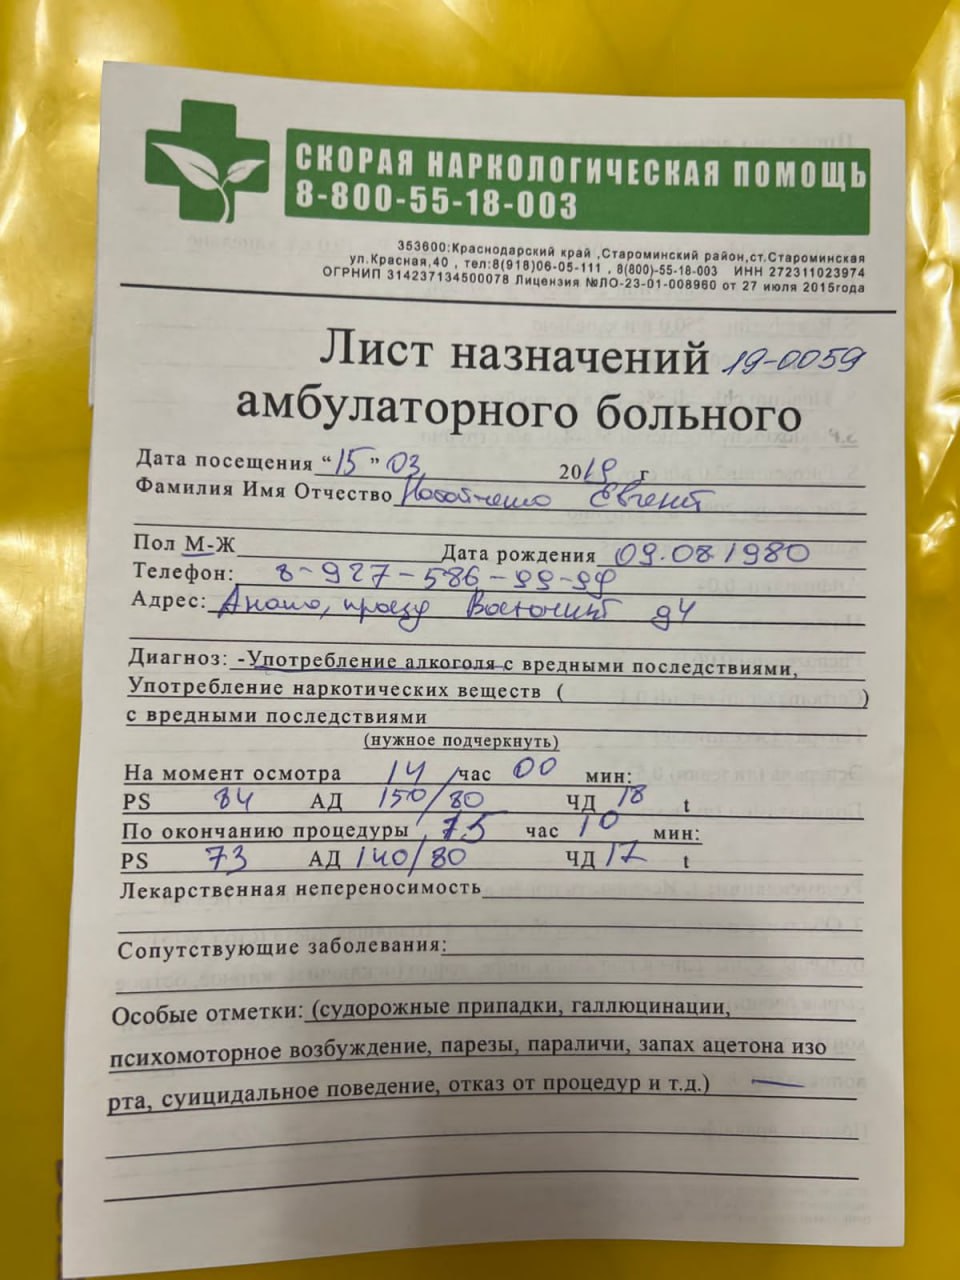 СКОРАЯ НАРКОЛОГИЧЕСКАЯ ПОМОЩЬ
8-800-55-18-003
353600:Краснодарский край ,Староминский район,ст.Староминская
ул.Красная,40 , тел:8(918)06-05-111 , 8(800)-55-18-003 ИНН 272311023974
ОГРНИП 314237134500078 Лицензия №ЛО-23-01-008960 от 27 июля 2015года
Лист назначений 19-0059
амбулаторного больного
Дата посещения “15” 03 2019 г
Фамилия Имя Отчество Евгений
Пол М-Ж Дата рождения 09.08.1980
Телефон: 8-927-586-99-99
Адрес: проезд Восточный д4
Диагноз: -Употребление алкоголя с вредными последствиями,
Употребление наркотических веществ ( )
с вредными последствиями
(нужное подчеркнуть)
На момент осмотра 14 час 00 мин:
PS 84 АД 150/80 ЧД 18 t
По окончанию процедуры 15 час 10 мин:
PS 73 АД 140/80 ЧД 17 t
Лекарственная непереносимость
Сопутствующие заболевания:
Особые отметки: (судорожные припадки, галлюцинации,
психомоторное возбуждение, парезы, параличи, запах ацетона изо
рта, суицидальное поведение, отказ от процедур и т.д.) —